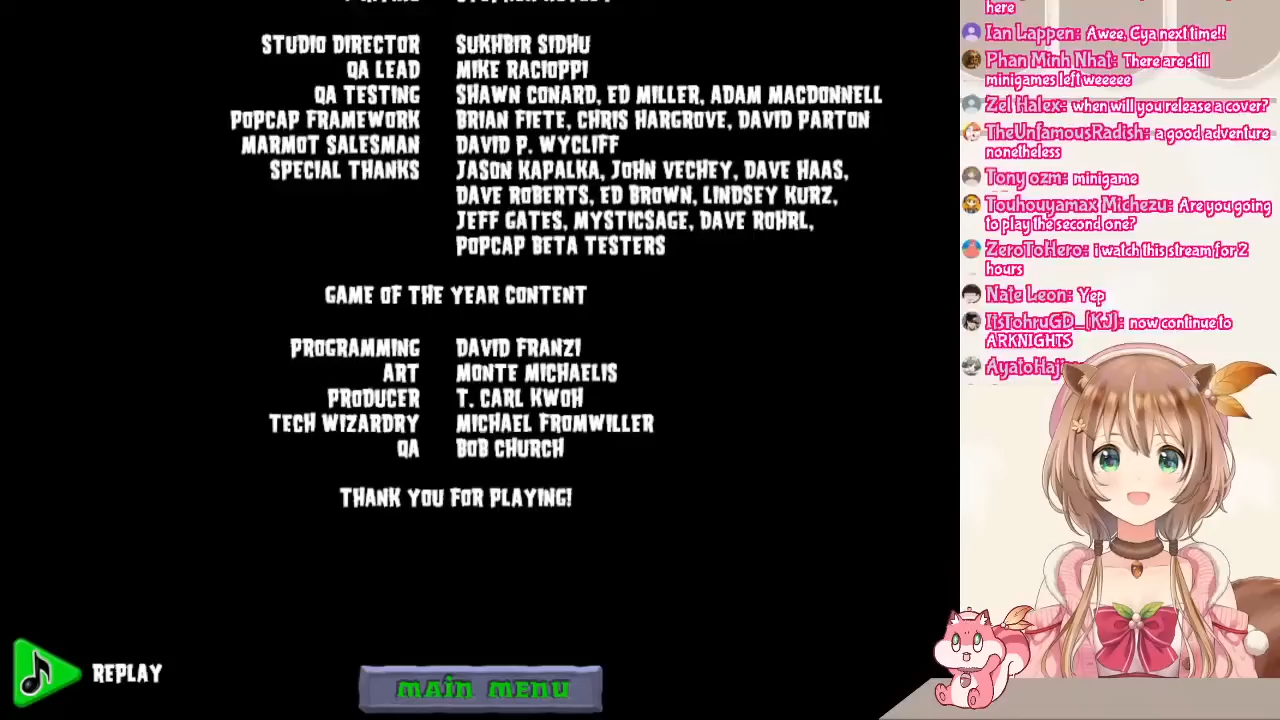 STUDIO DIRECTOR SUKHBIR SIDHU
QA LEAD MIKE RACIOPPI
QA TESTING SHAWN CONARD, ED MILLER, ADAM MACDONNELL
POPCAP FRAMEWORK BRIAN FIETE, CHRIS HARGROVE, DAVID PARTON
MARMOT SALESMAN DAVID P. WYCLIFF
SPECIAL THANKS JASON KAPALKA, JOHN VECHEY, DAVE HAAS,
DAVE ROBERTS, ED BROWN, LINDSEY KURZ,
JEFF GATES, MYSTICSAGE, DAVE ROHRL,
POPCAP BETA TESTERS
GAME OF THE YEAR CONTENT
PROGRAMMING DAVID FRANZI
ART MONTE MICHAELIS
PRODUCER T. CARL KWOH
TECH WIZARDRY MICHAEL FROMWILLER
QA BOB CHURCH
THANK YOU FOR PLAYING!
REPLAY
MAIN MENU
here
Ian Lappen: Awee, Cya next time!!
Phan Minh Nhat: There are still
minigames left weeeee
Zel Halex: when will you release a cover?
TheUnfamousRadish: a good adventure
nonetheless
Tony ozm: minigame
Touhouyamax Michezu: Are you going
to play the second one?
ZeroToHero: i watch this stream for 2
hours
Nate Leon: Yep
ItsTohruGD_[KJ]: now continue to
ARKNIGHTS